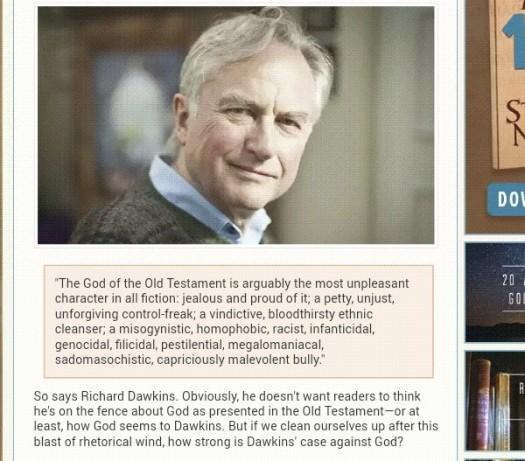 "The God of the Old Testament is arguably the most unpleasant
character in all fiction: jealous and proud of it; a petty, unjust,
unforgiving control-freak; a vindictive, bloodthirsty ethnic
cleanser; a misogynistic, homophobic, racist, infanticidal,
genocidal, filicidal, pestilential, megalomaniacal,
sadomasochistic, capriciously malevolent bully."
So says Richard Dawkins. Obviously, he doesn't want readers to think
he's on the fence about God as presented in the Old Testament—or at
least, how God seems to Dawkins. But if we clean ourselves up after this
blast of rhetorical wind, how strong is Dawkins' case against God?
20